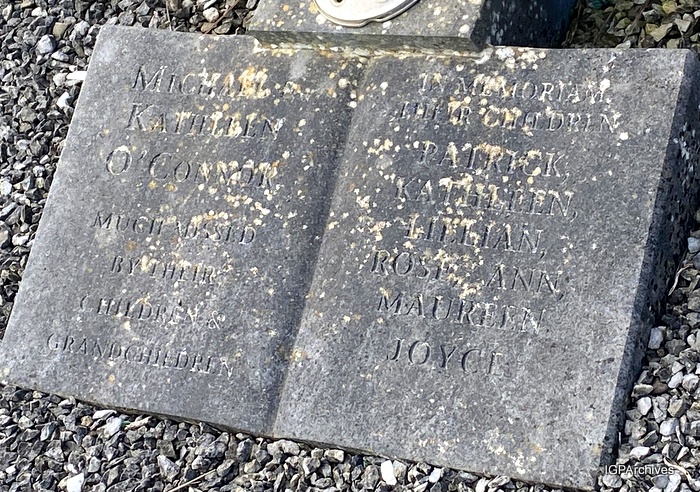 MICHAEL &
KATHLEEN
O'CONNOR
MUCH MISSED
BY THEIR
CHILDREN &
GRANDCHILDREN
IN MEMORIAM
THEIR CHILDREN
PATRICK,
KATHLEEN,
LILLIAN,
ROSE ANN,
MAUREEN
JOYCE
IGPArchives